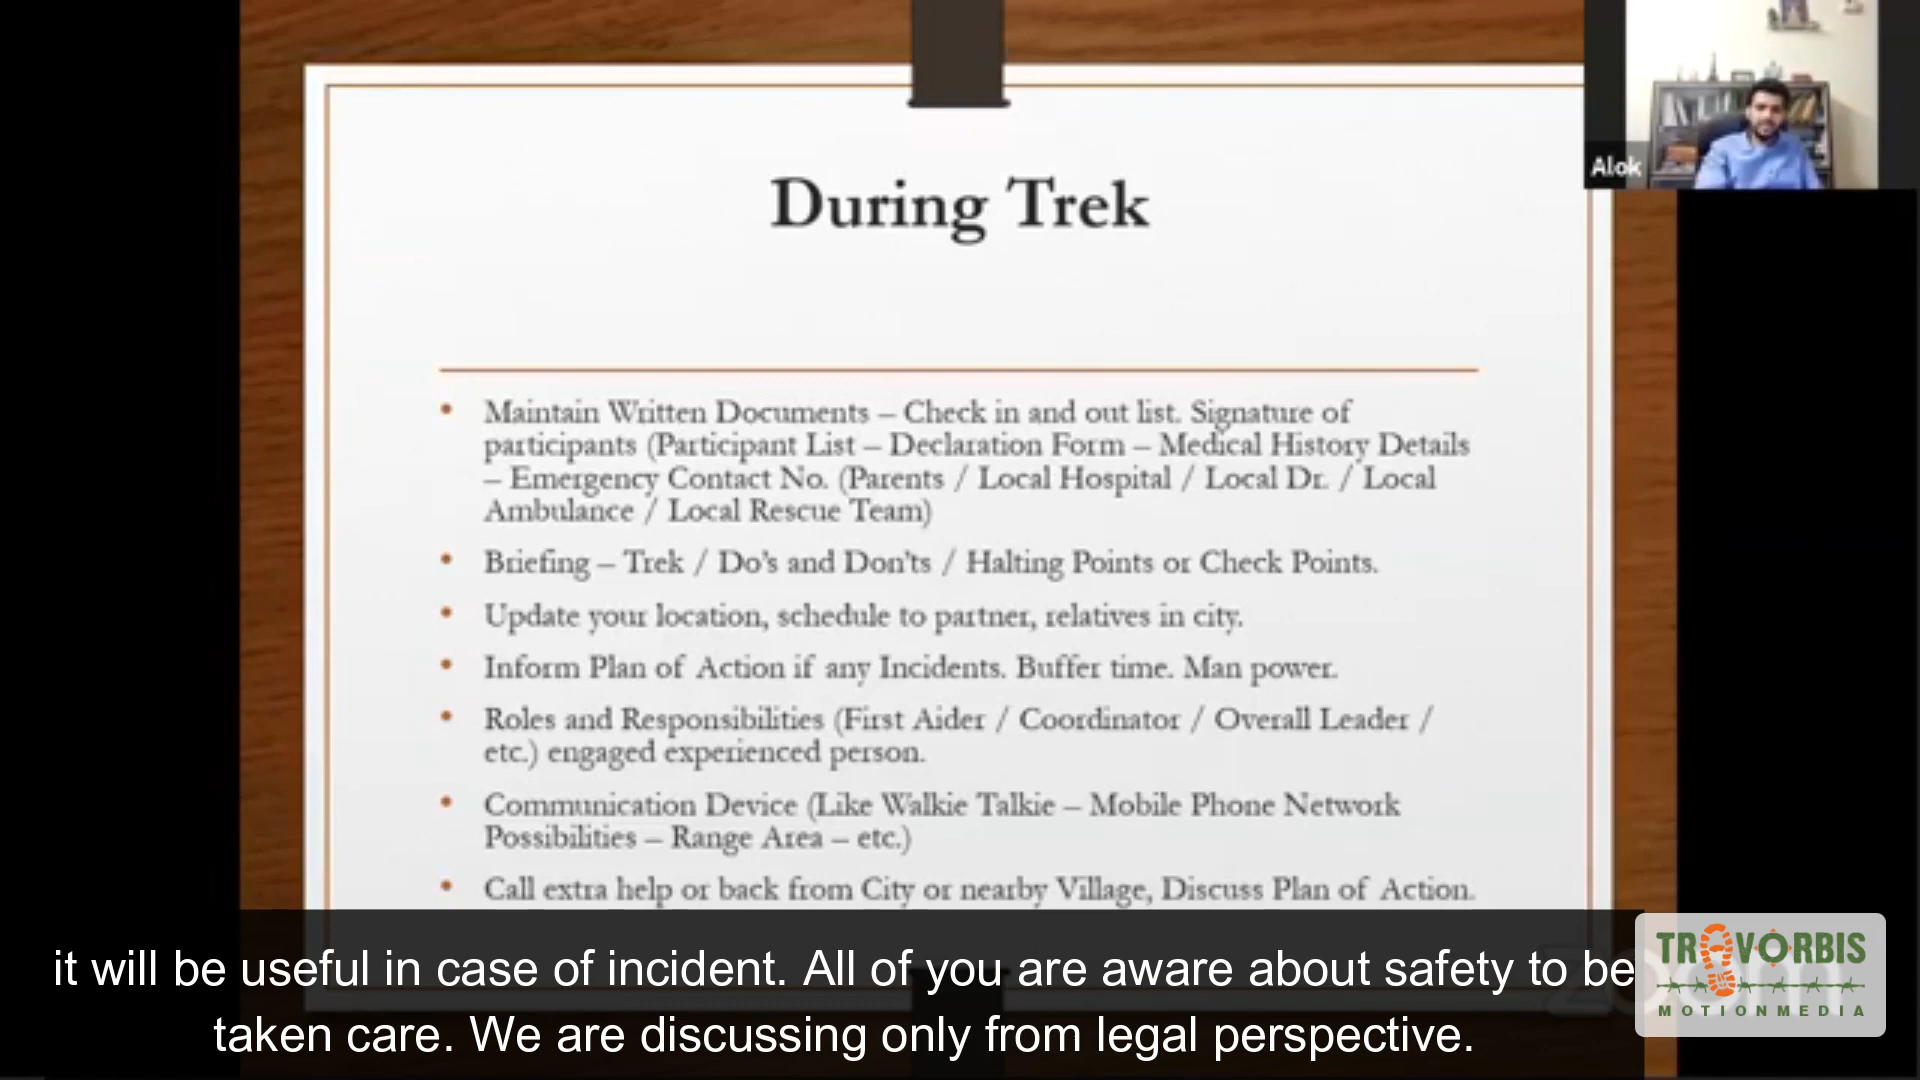 During Trek
Alok
• Maintain Written Documents – Check in and out list. Signature of
participants (Participant List – Declaration Form – Medical History Details
– Emergency Contact No. (Parents / Local Hospital / Local Dr. / Local
Ambulance / Local Rescue Team)
• Briefing – Trek / Do's and Don'ts / Halting Points or Check Points.
• Update your location, schedule to partner, relatives in city.
• Inform Plan of Action if any Incidents. Buffer time. Man power.
• Roles and Responsibilities (First Aider / Coordinator / Overall Leader /
etc.) engaged experienced person.
• Communication Device (Like Walkie Talkie – Mobile Phone Network
Possibilities – Range Area – etc.)
• Call extra help or back from City or nearby Village, Discuss Plan of Action.
it will be useful in case of incident. All of you are aware about safety to be
taken care. We are discussing only from legal perspective.
zoom
TRAVORBIS
MOTIONMEDIA